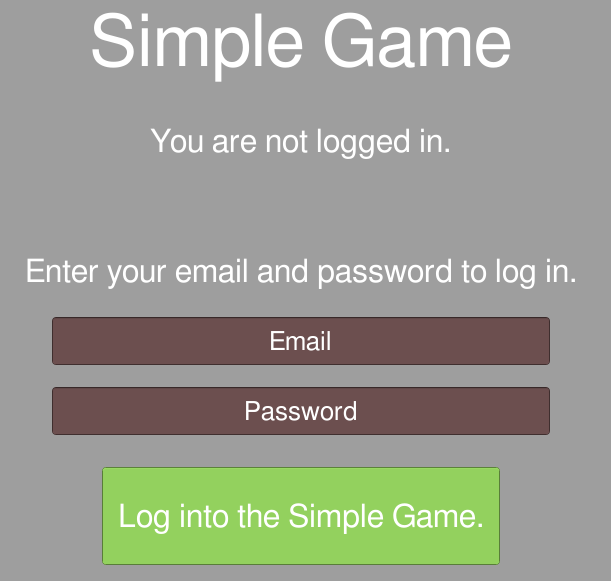 Simple Game
You are not logged in.
Enter your email and password to log in.
Email
Password
Log into the Simple Game.